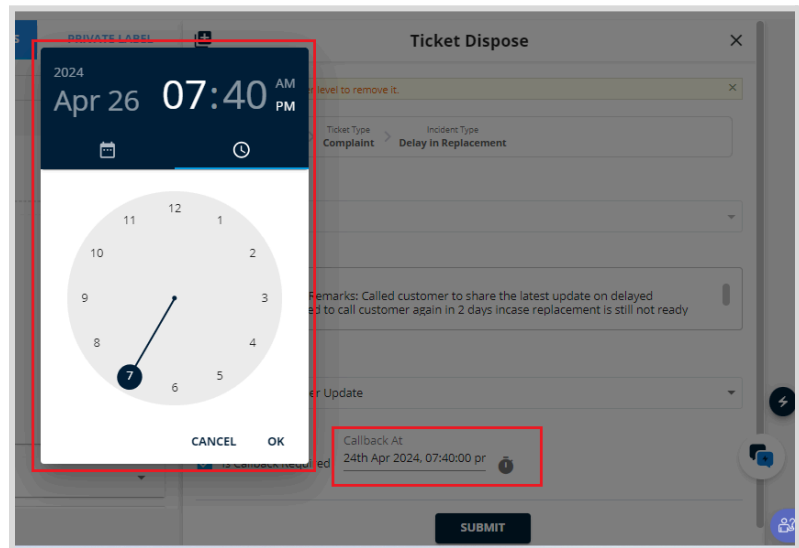 S
PRIVATE LABEL
Ticket Dispose
2024
Apr 26
07:40
AM
PM
er level to remove it.
Ticket Type
Complaint
Incident Type
Delay in Replacement
12
11
1
10
2
9
3
8
4
7
5
6
Remarks: Called customer to share the latest update on delayed
ed to call customer again in 2 days incase replacement is still not ready
er Update
CANCEL
OK
Callback At
Is Callback Required
24th Apr 2024, 07:40:00 pr
SUBMIT